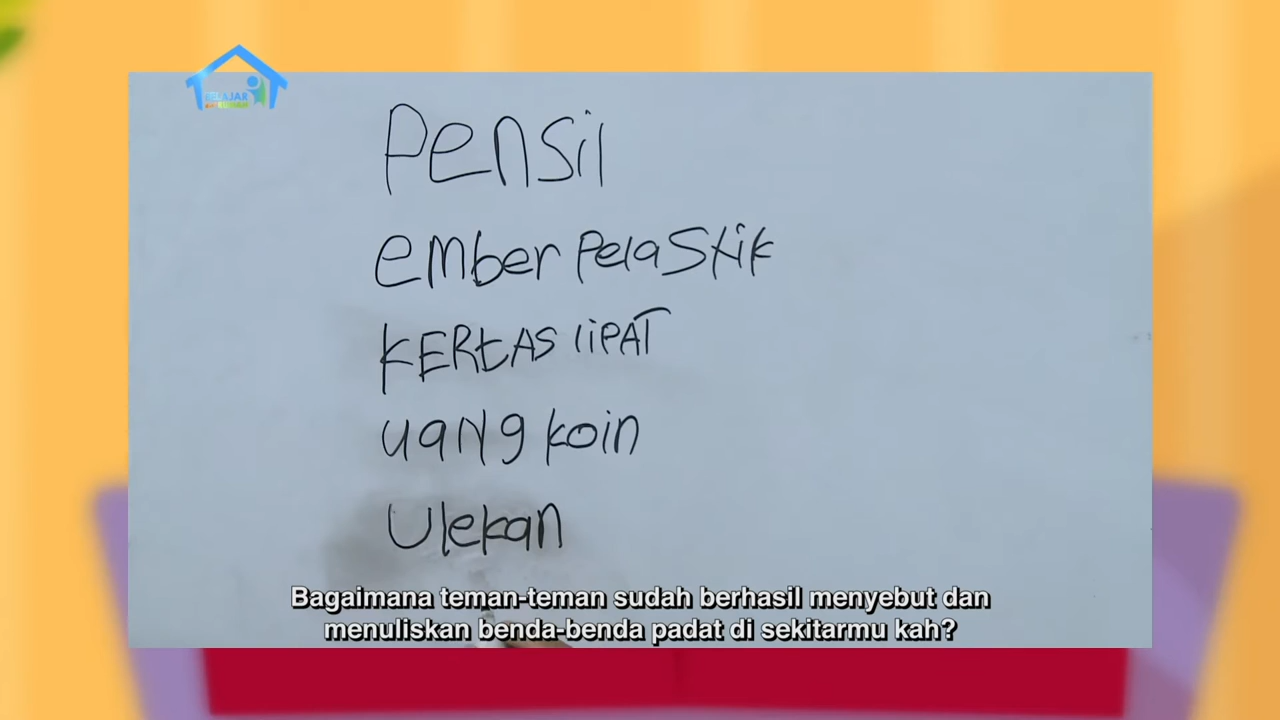 BELAJAR
Pensil
ember PelaStik
KERtAS liPAT
uaNg koin
Ulekan
Bagaimana teman-teman sudah berhasil menyebut dan
menuliskan benda-benda padat di sekitarmu kah?